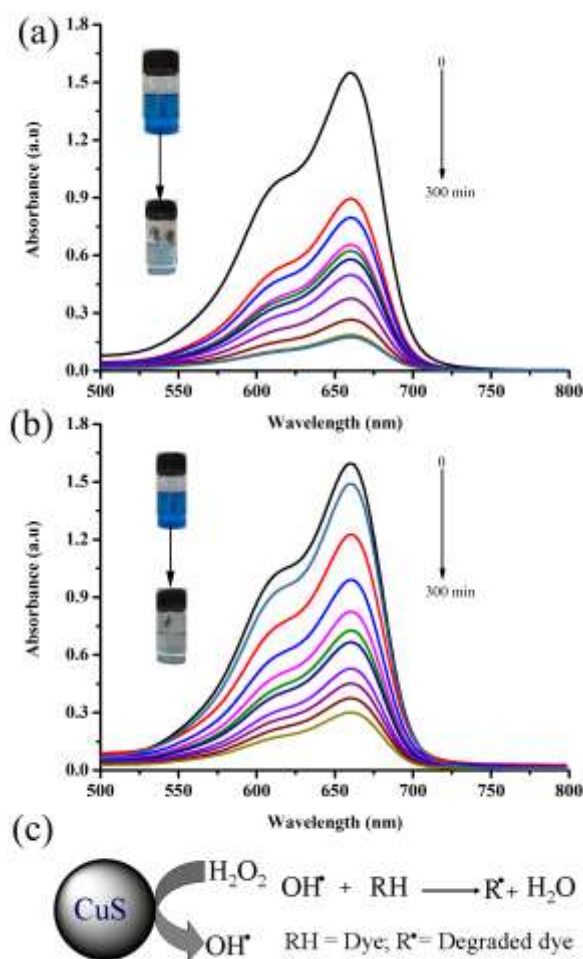 (a)
1.8
1.5
1.2
0.9
0.6
0.3
0.0
Absorbance (a.u)
0
300 min
500 550 600 650 700 750 800
Wavelength (nm)
(b)
1.8
1.5
1.2
0.9
0.6
0.3
0.0
Absorbance (a.u)
0
300 min
500 550 600 650 700 750 800
Wavelength (nm)
(c)
CuS
H₂O₂
OH•
OH• + RH → R• + H₂O
RH = Dye; R• = Degraded dye